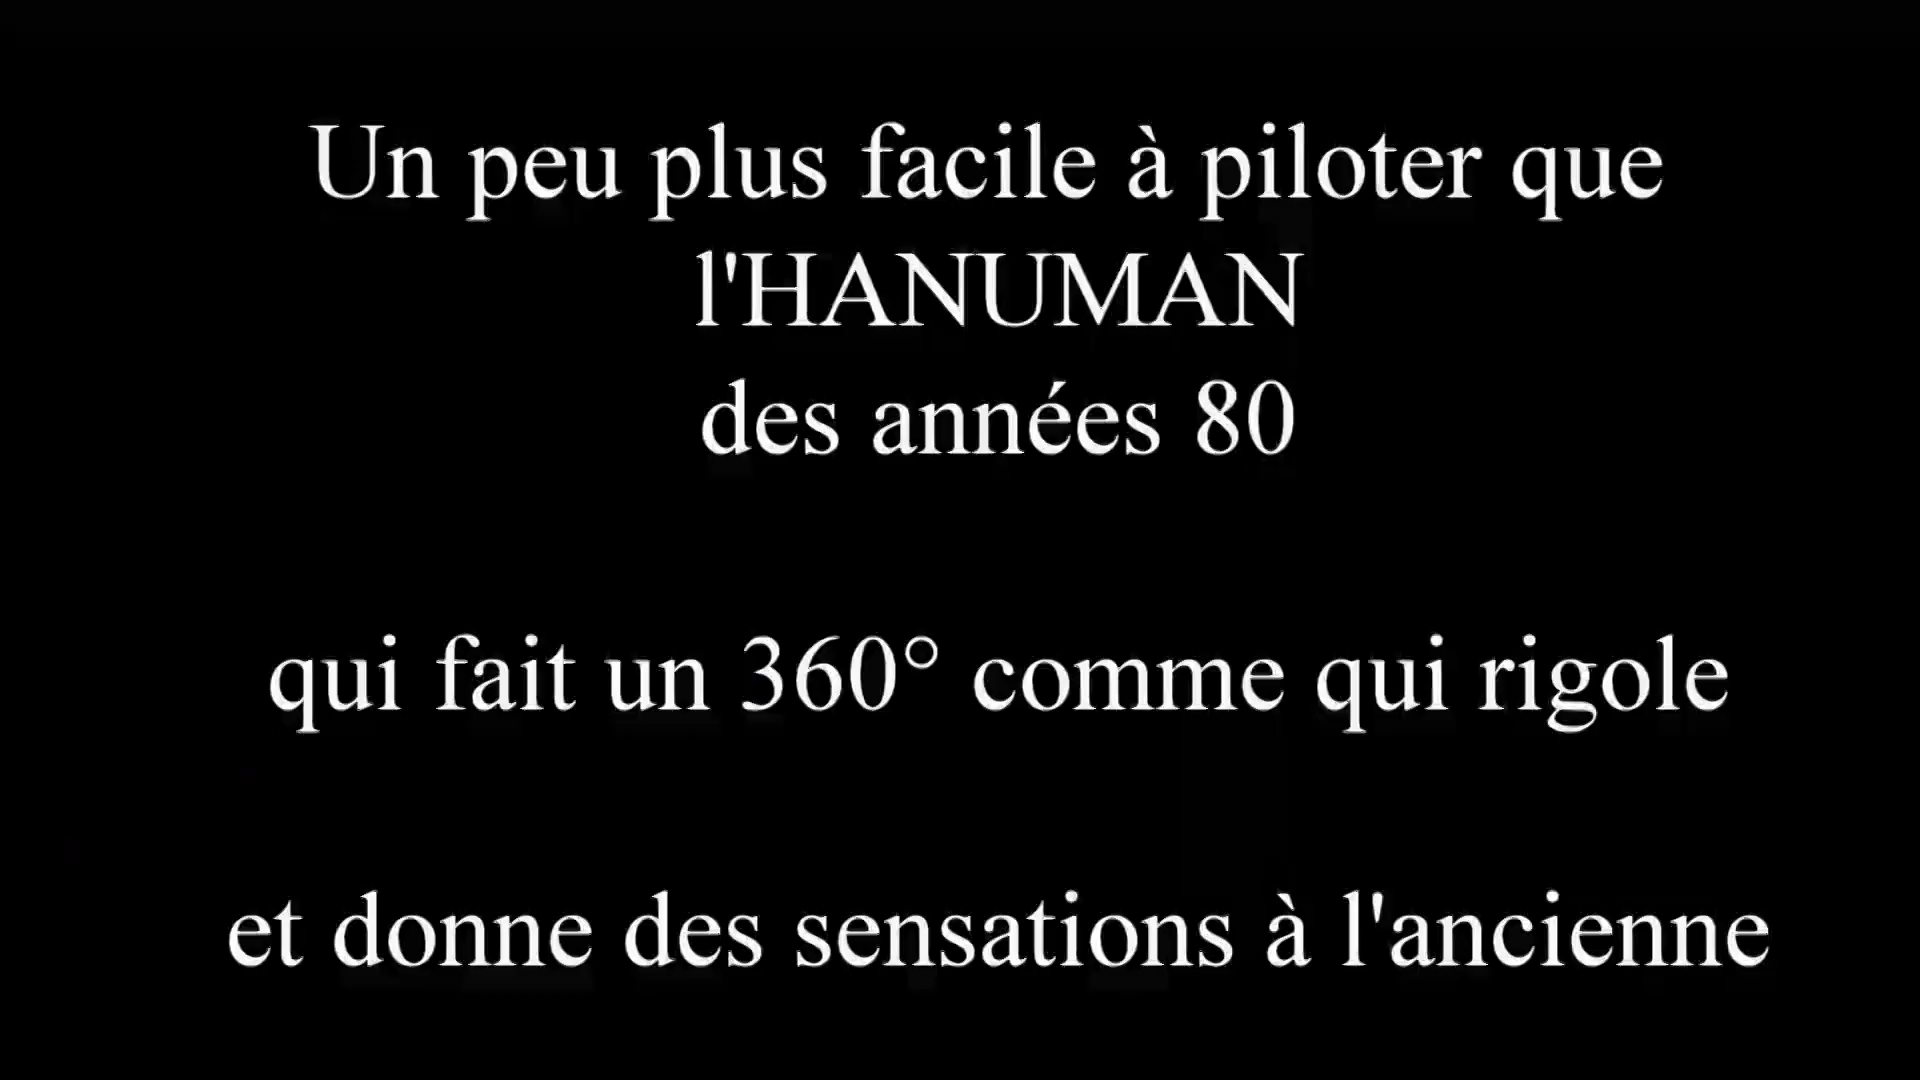 Un peu plus facile à piloter que
l'HANUMAN
des années 80
qui fait un 360° comme qui rigole
et donne des sensations à l'ancienne